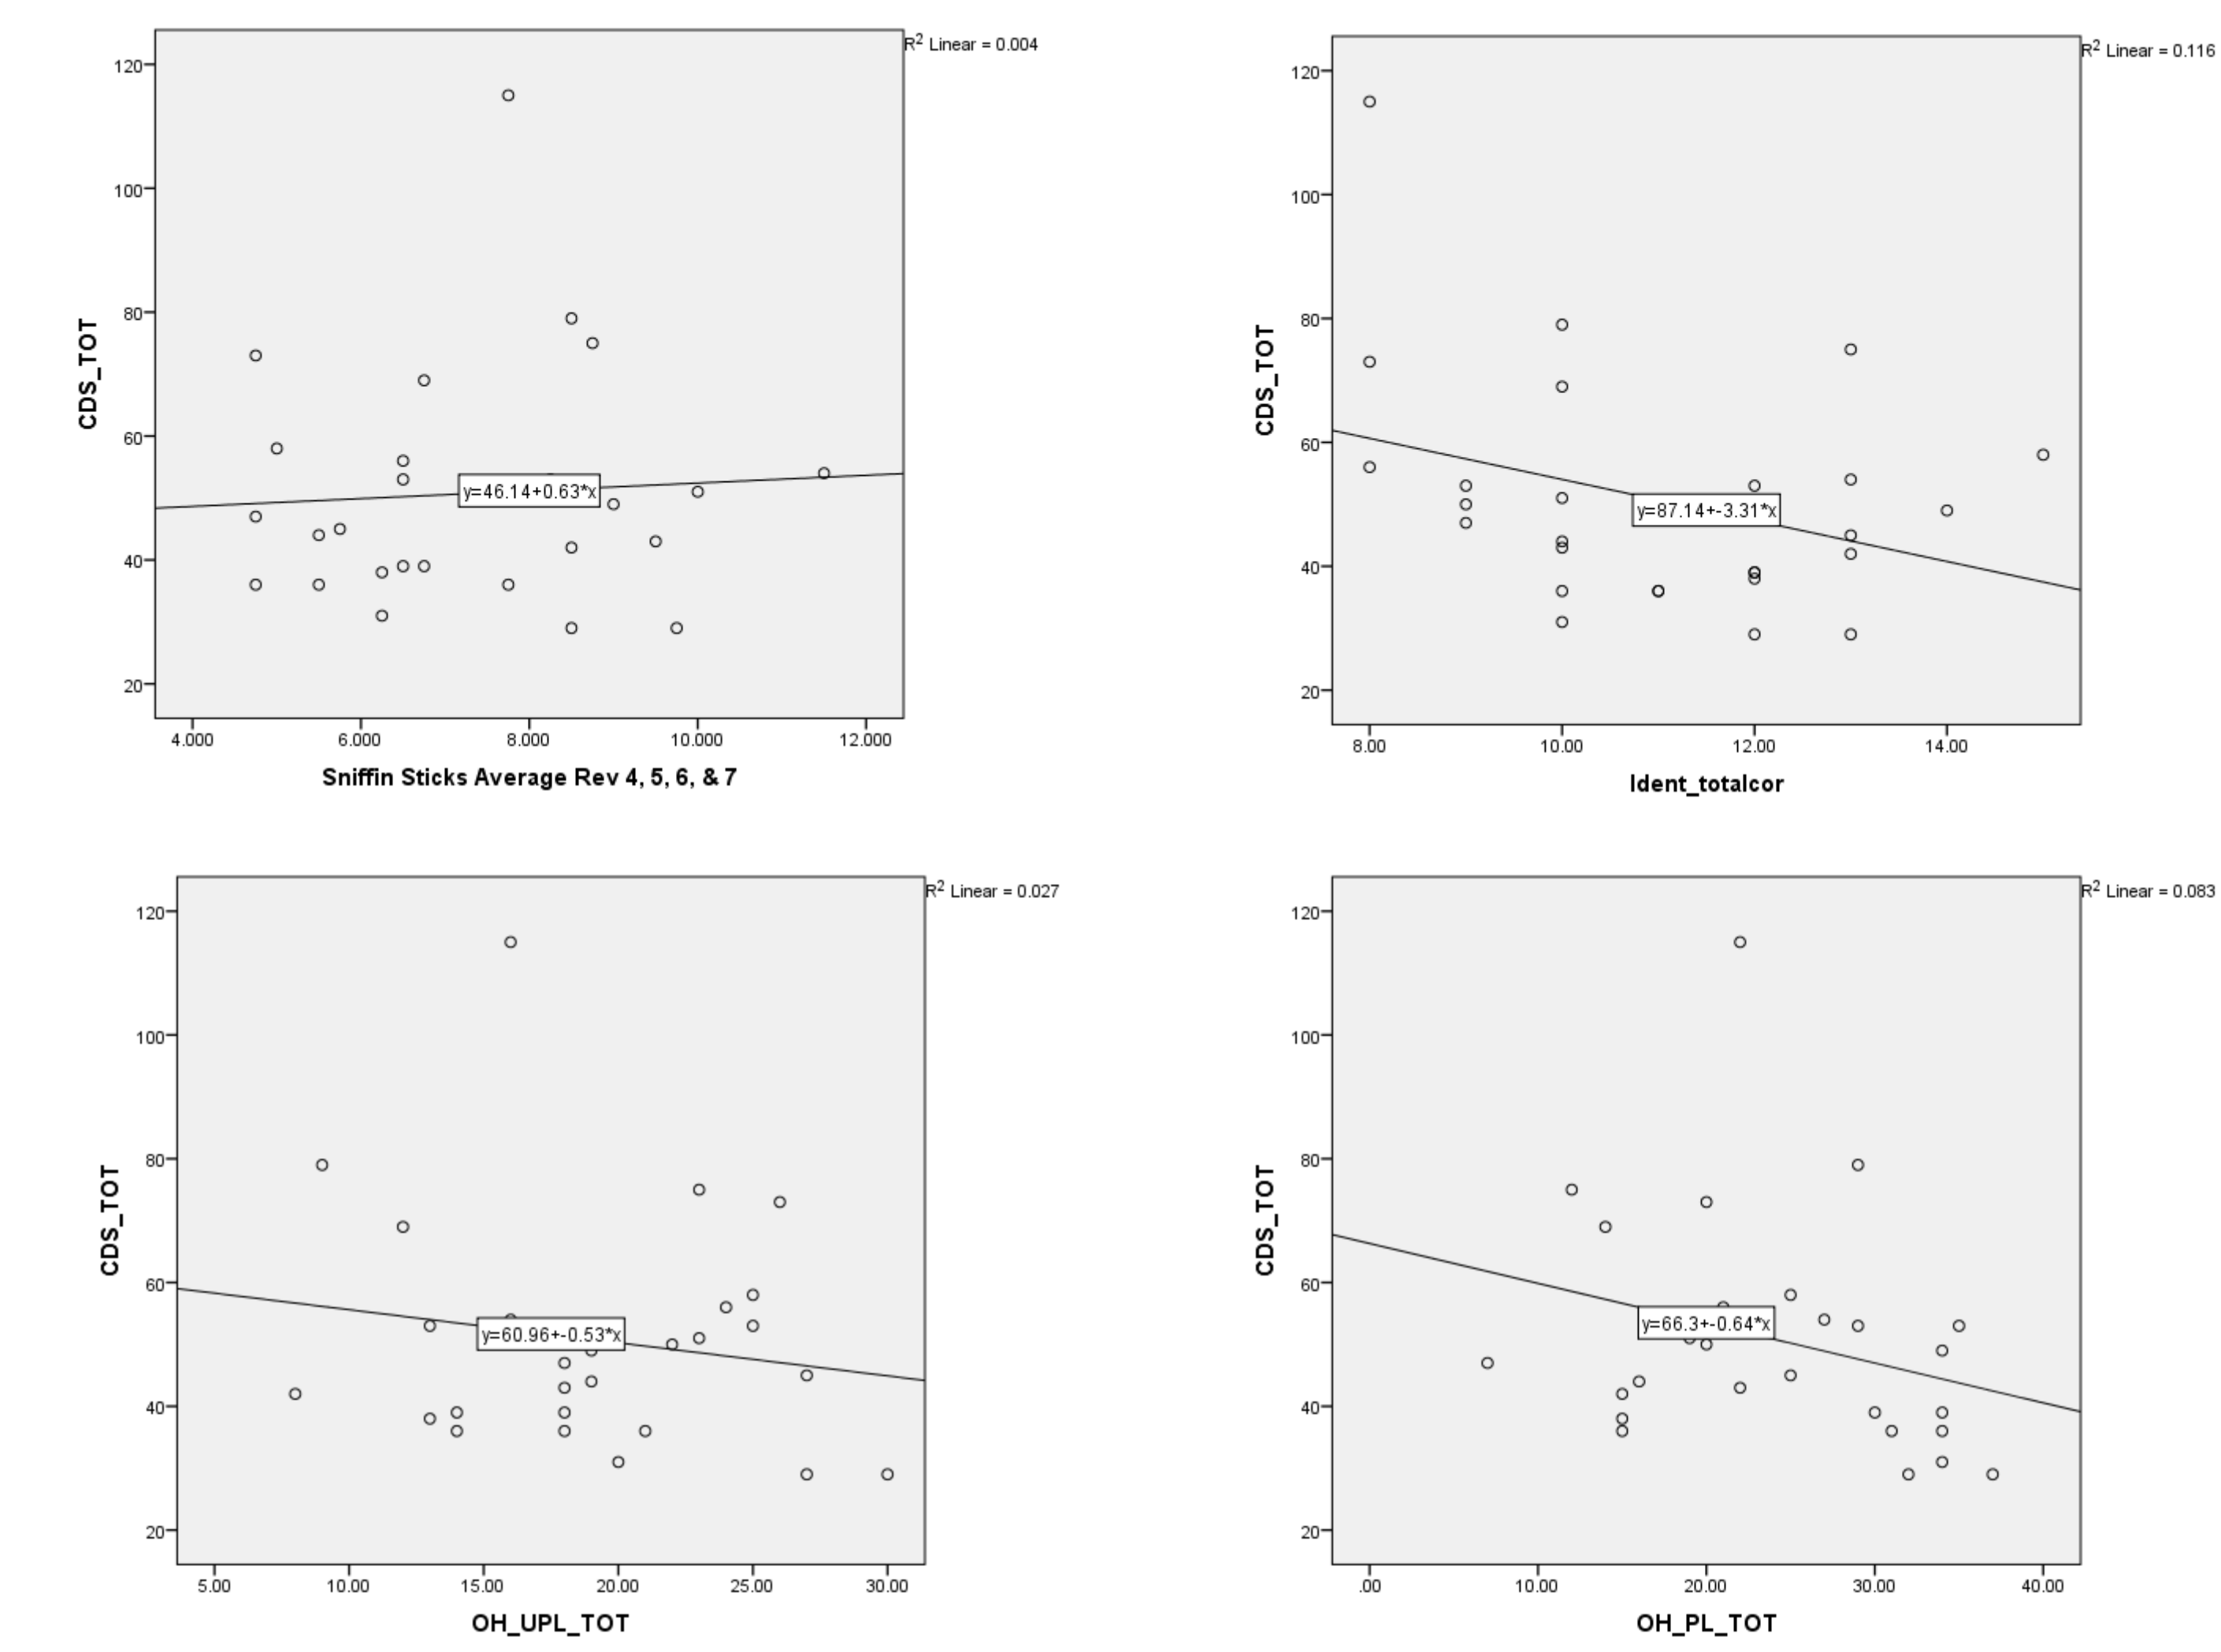 R² Linear = 0.004
120
100
80
60
40
20
CDS_TOT
y=46.14+0.63*x
4.000 6.000 8.000 10.000 12.000
Sniffin Sticks Average Rev 4, 5, 6, & 7
R² Linear = 0.116
120
100
80
60
40
20
CDS_TOT
y=87.14+-3.31*x
8.00 10.00 12.00 14.00
Ident_totalcor
R² Linear = 0.027
120
100
80
60
40
20
CDS_TOT
y=60.96+-0.53*x
5.00 10.00 15.00 20.00 25.00 30.00
OH_UPL_TOT
R² Linear = 0.083
120
100
80
60
40
20
CDS_TOT
y=66.3+-0.64*x
.00 10.00 20.00 30.00 40.00
OH_PL_TOT